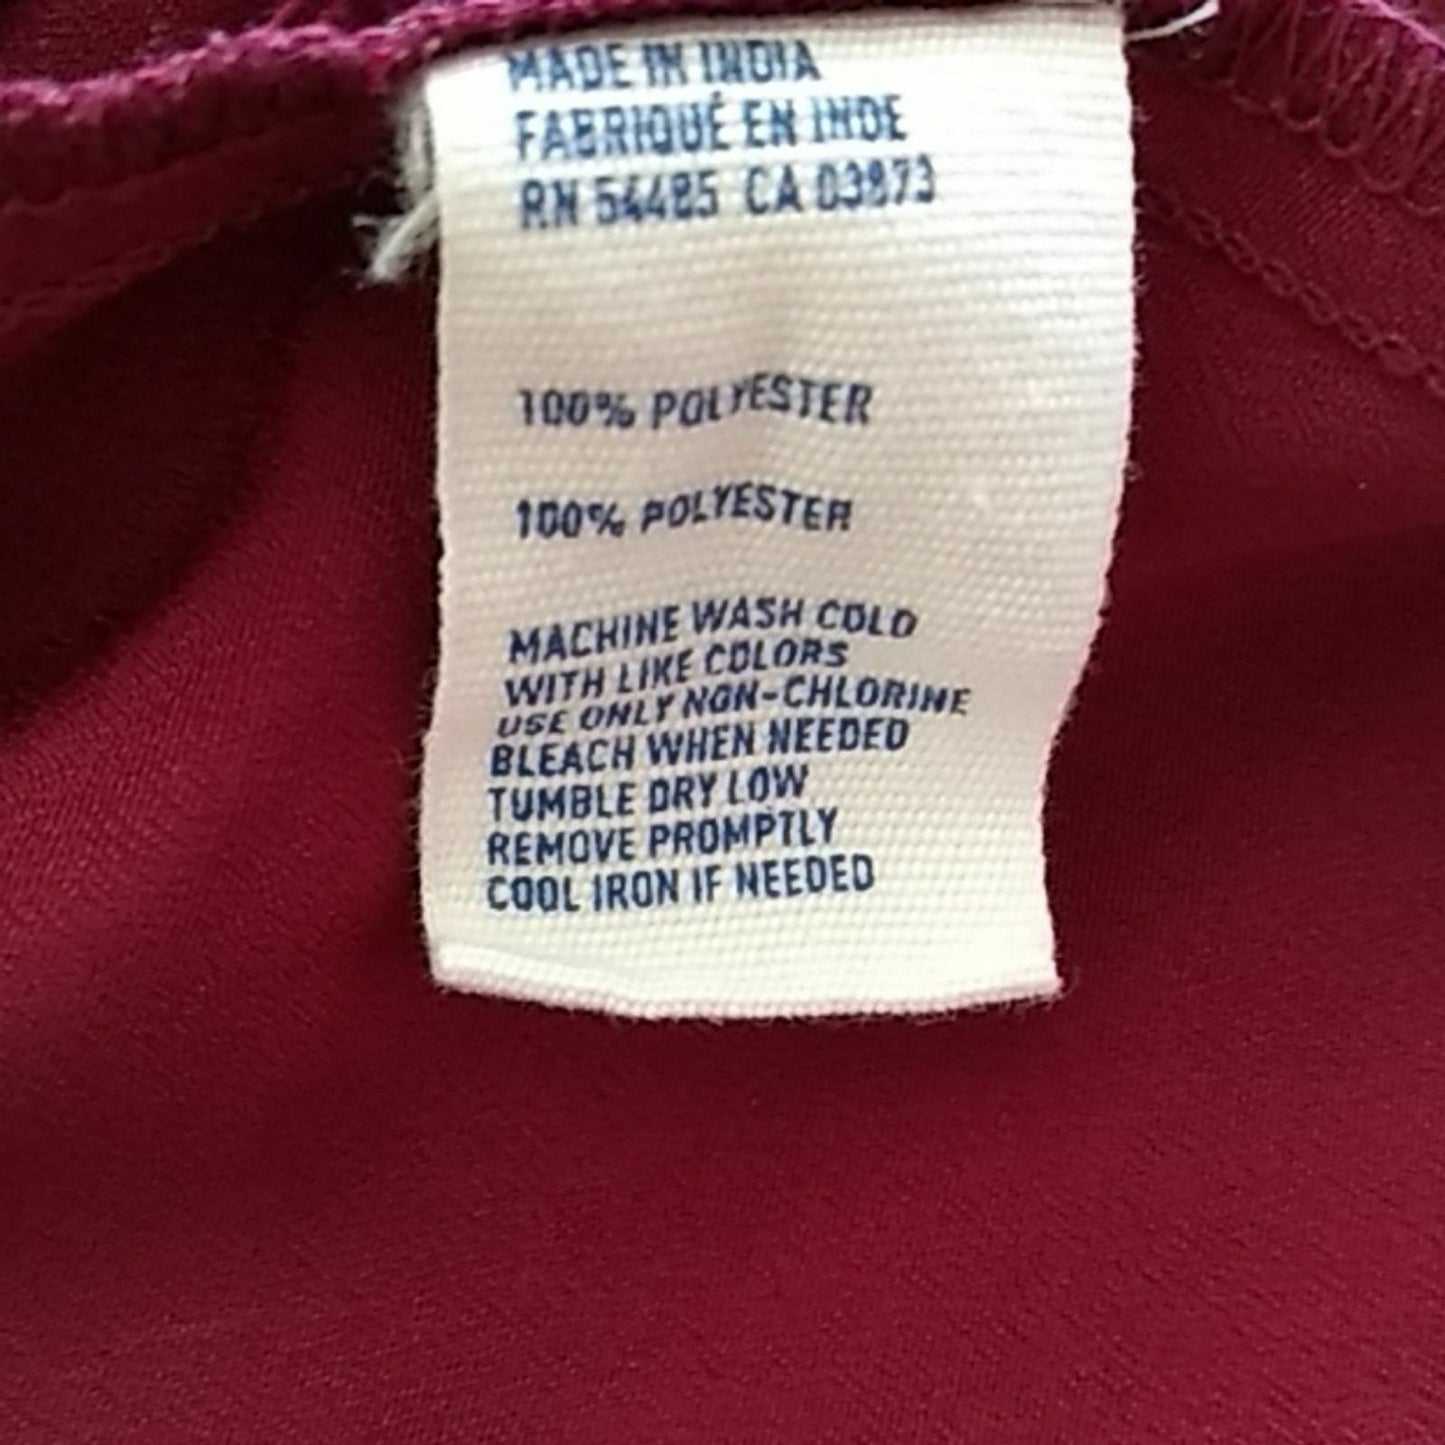 MADE IN INDIA
FABRIQUÉ EN INDE
RN 54485 CA 03873
100% POLYESTER
100% POLYESTER
MACHINE WASH COLD
WITH LIKE COLORS
USE ONLY NON-CHLORINE
BLEACH WHEN NEEDED
TUMBLE DRY LOW
REMOVE PROMPTLY
COOL IRON IF NEEDED